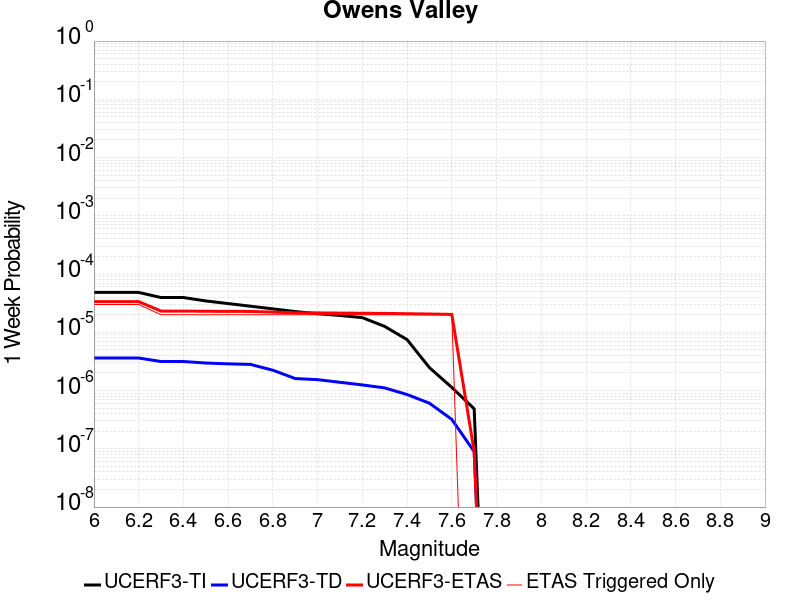 Owens Valley
10^0
10^-1
10^-2
10^-3
10^-4
10^-5
10^-6
10^-7
10^-8
1 Week Probability
6 6.2 6.4 6.6 6.8 7 7.2 7.4 7.6 7.8 8 8.2 8.4 8.6 8.8 9
Magnitude
UCERF3-TI UCERF3-TD UCERF3-ETAS ETAS Triggered Only